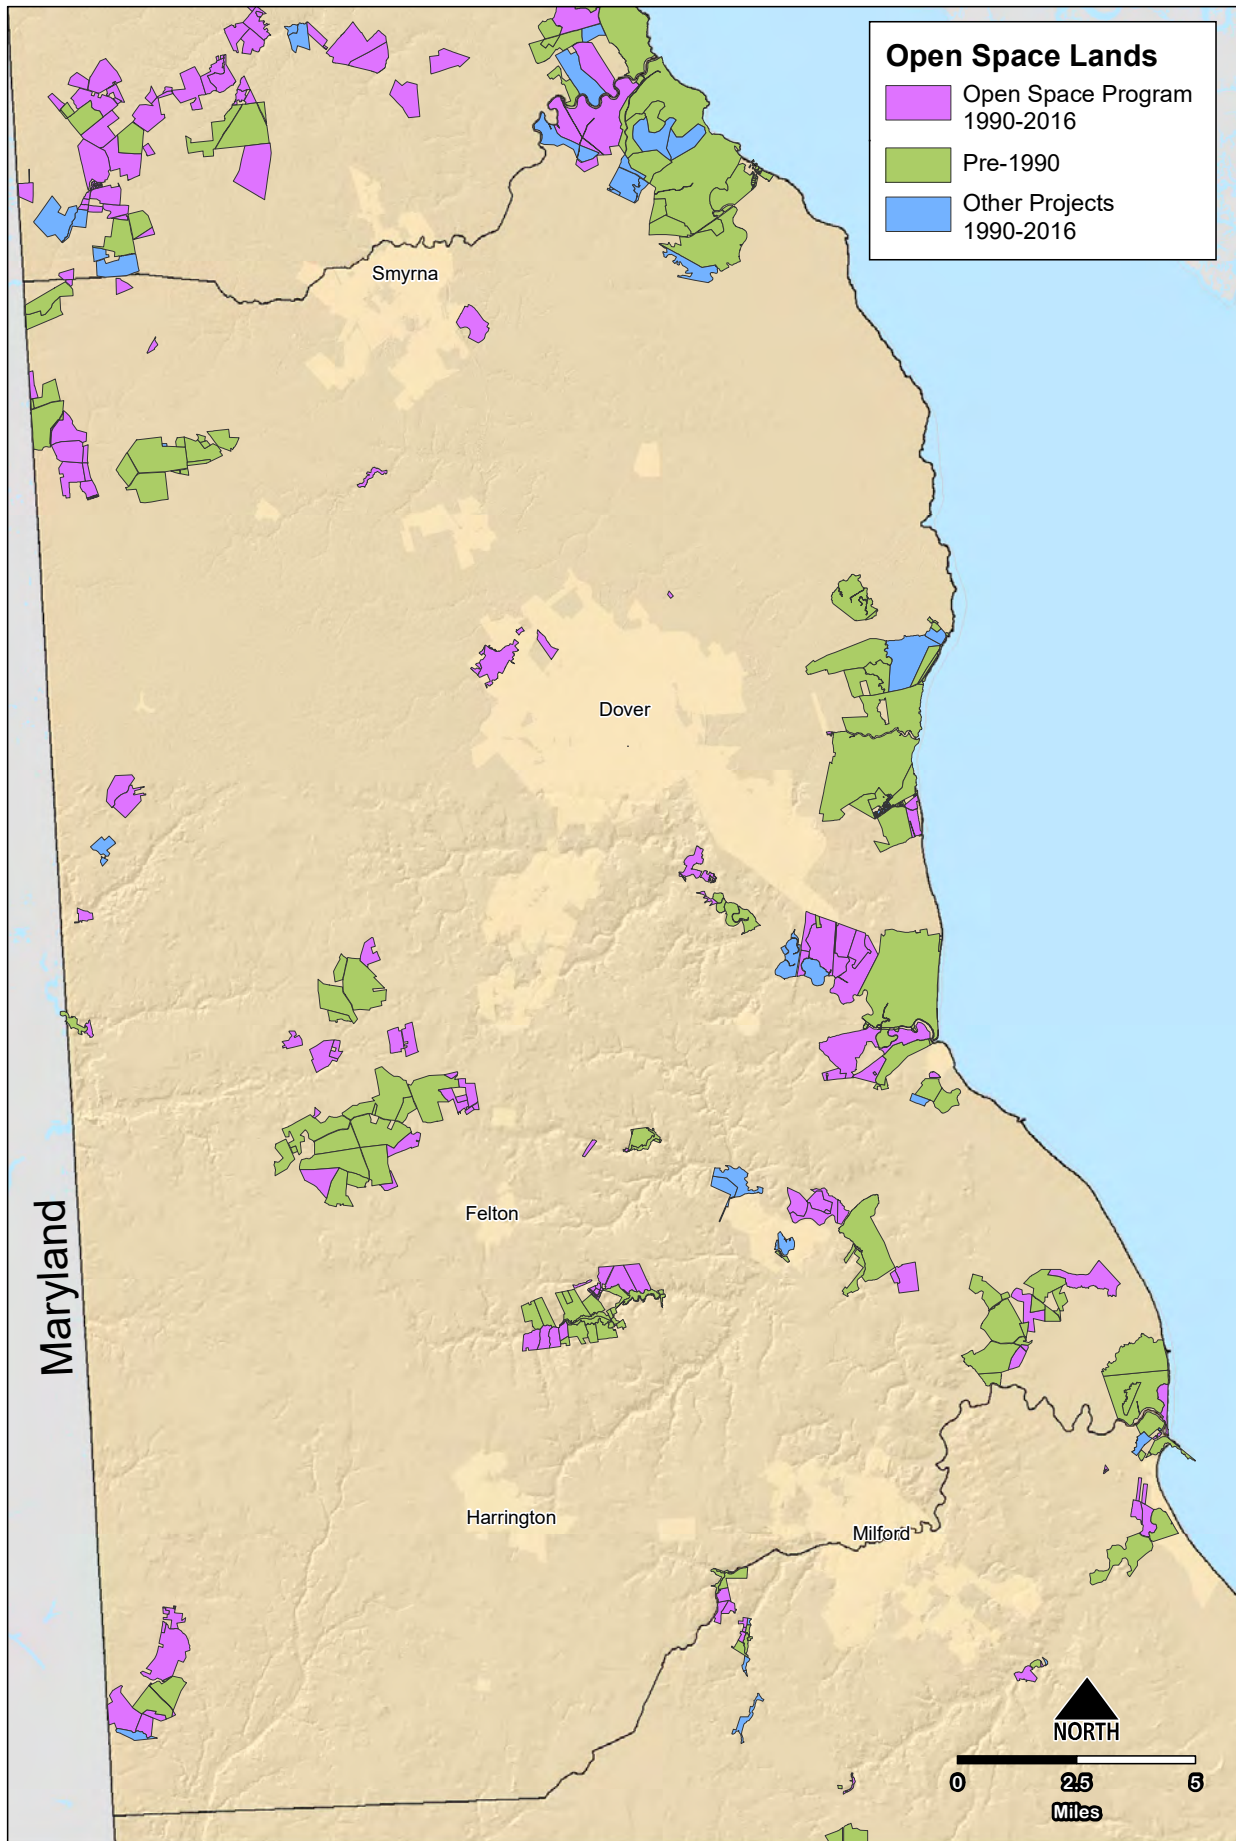 Open Space Lands
Open Space Program
1990-2016
Pre-1990
Other Projects
1990-2016
Smyrna
Dover
Felton
Maryland
Harrington
Milford
NORTH
0 2.5 5
Miles